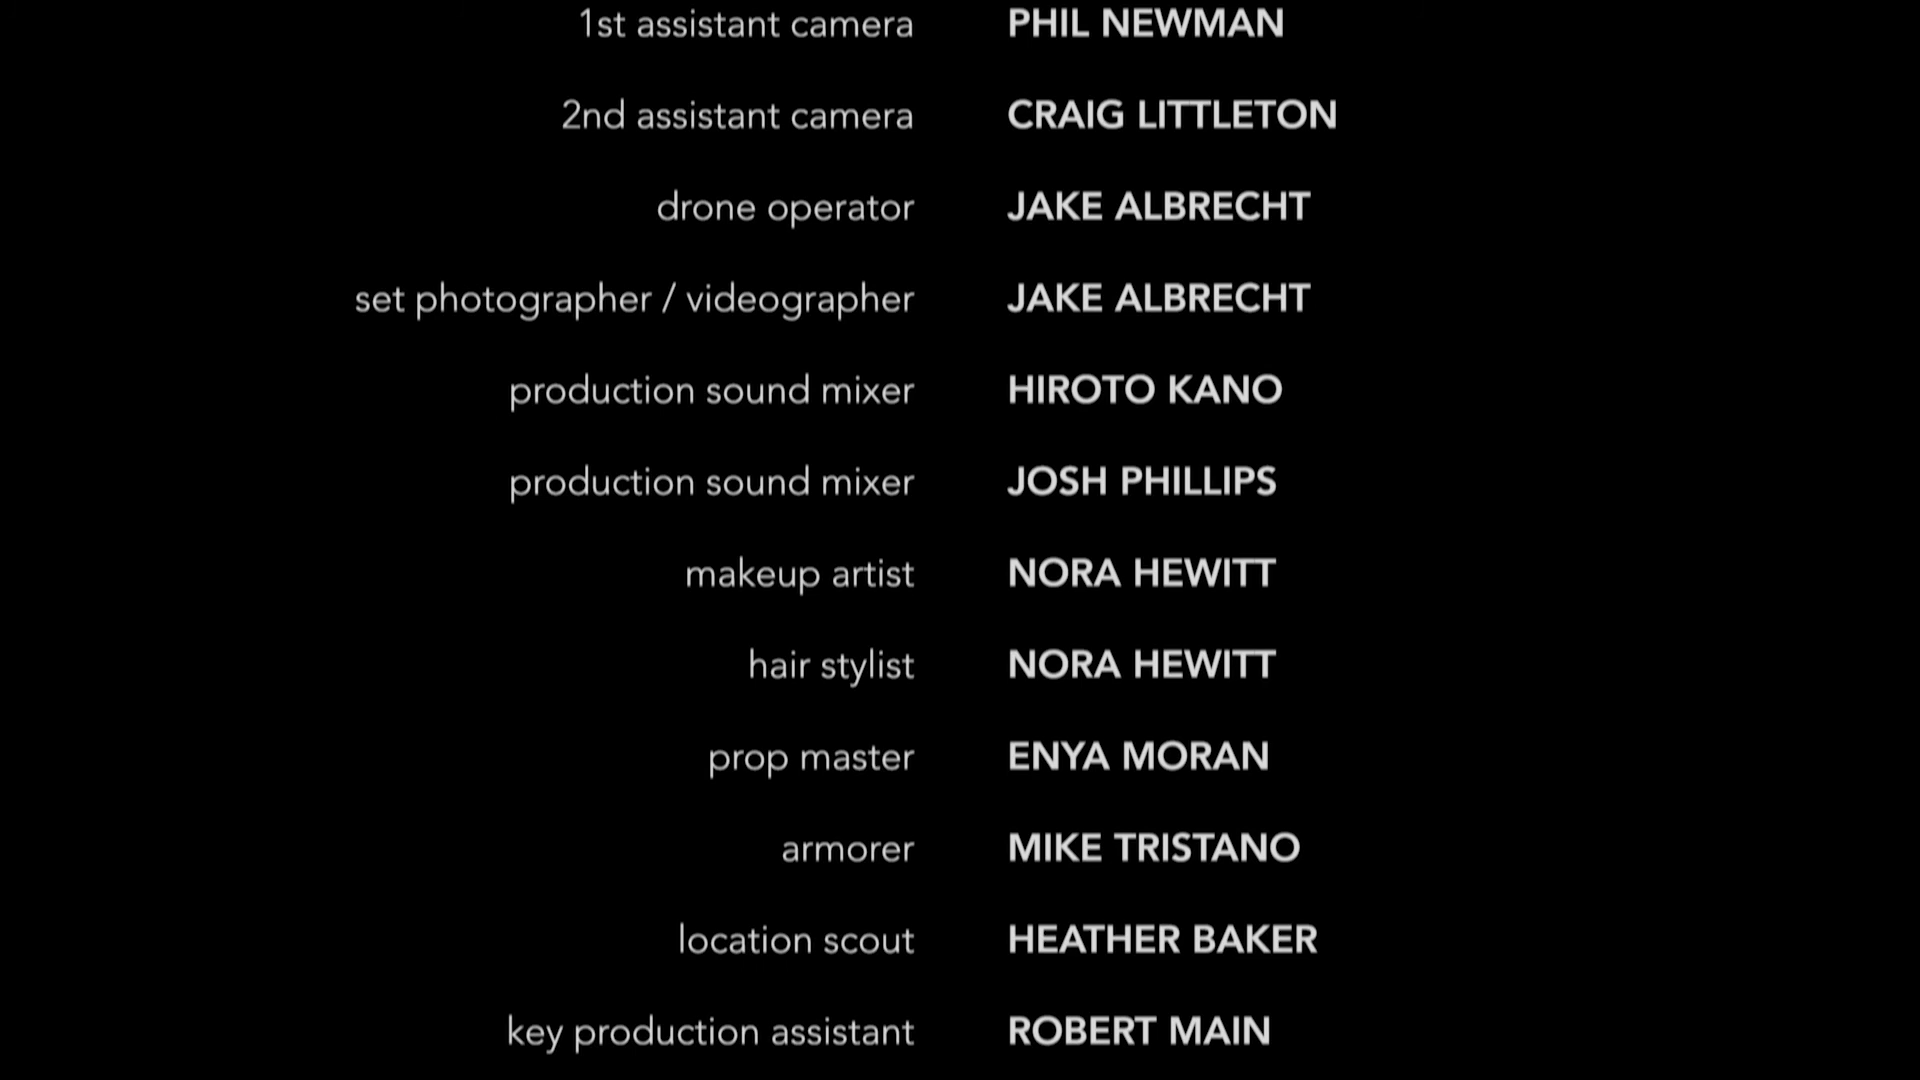 1st assistant camera PHIL NEWMAN
2nd assistant camera CRAIG LITTLETON
drone operator JAKE ALBRECHT
set photographer / videographer JAKE ALBRECHT
production sound mixer HIROTO KANO
production sound mixer JOSH PHILLIPS
makeup artist NORA HEWITT
hair stylist NORA HEWITT
prop master ENYA MORAN
armorer MIKE TRISTANO
location scout HEATHER BAKER
key production assistant ROBERT MAIN